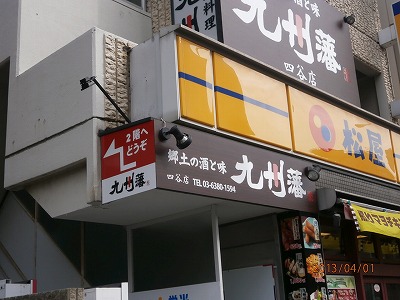 料理
郷土の酒と味
九州藩
四谷店
松屋
2階へ
どうぞ
九州藩
郷土の酒と味
四谷店 TEL 03-6380-1594
九州藩
13/04/01